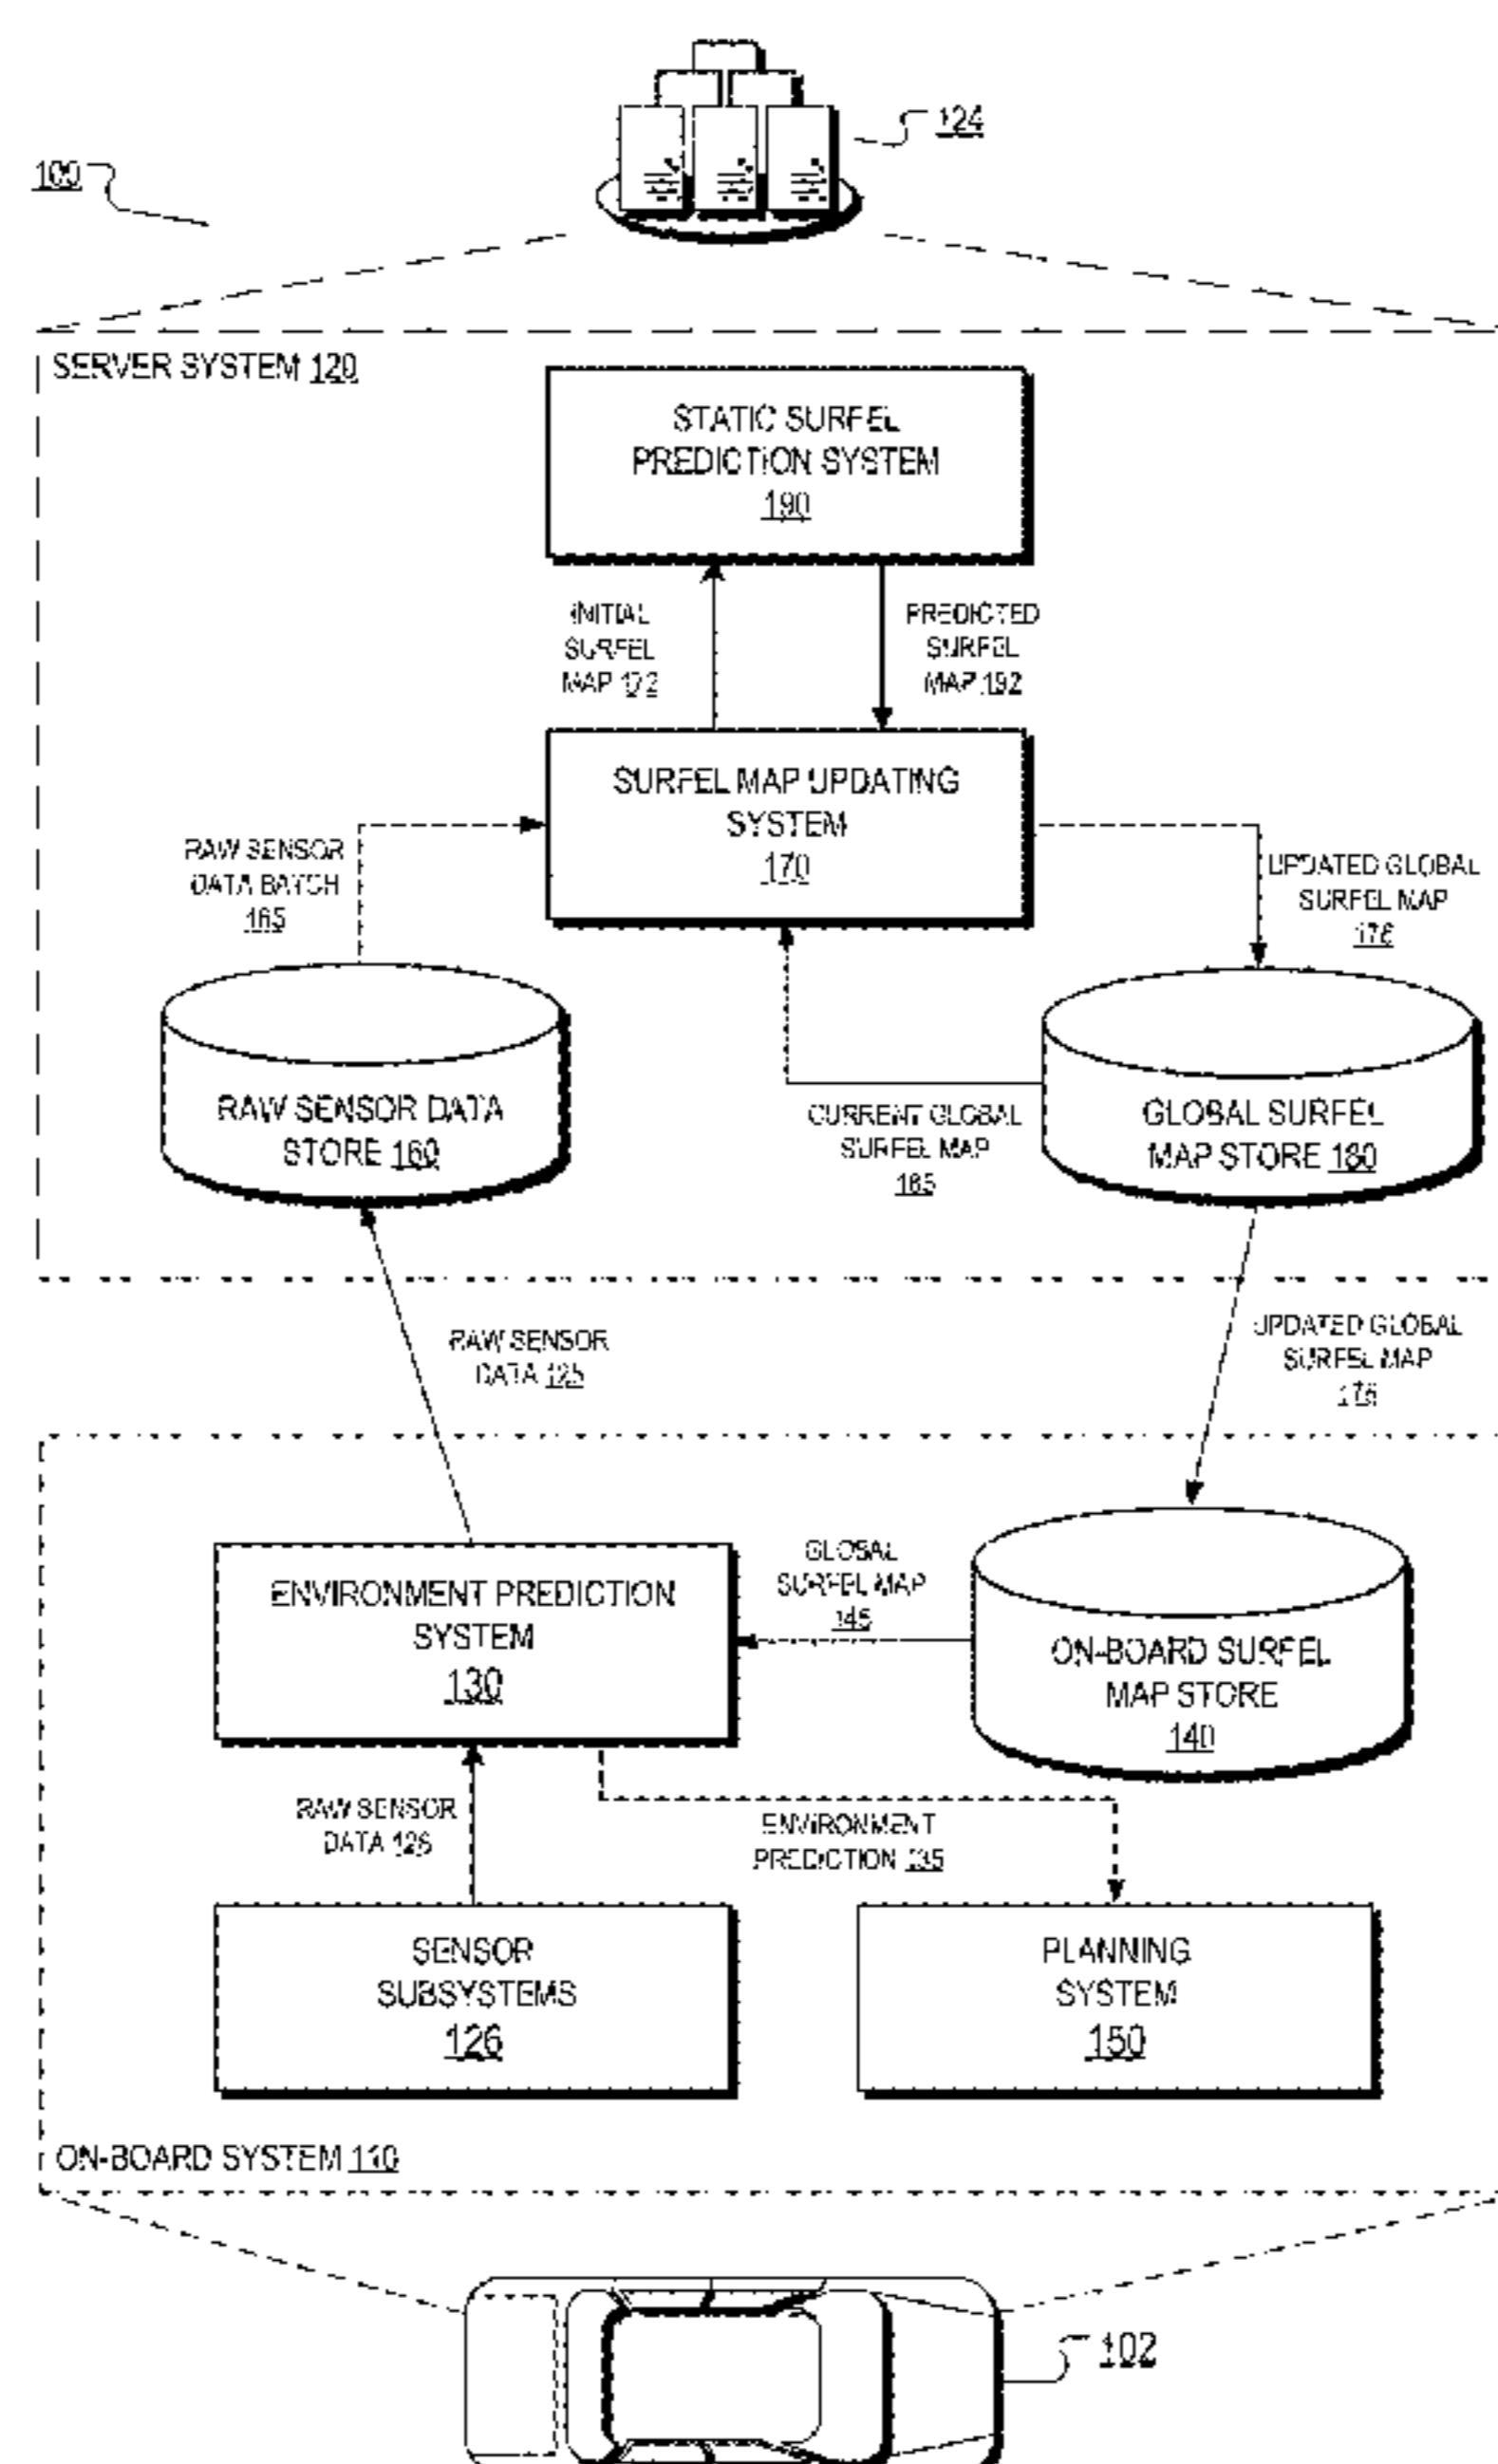 124
100
SERVER SYSTEM 120
STATIC SURFEL
PREDICTION SYSTEM
190
INITIAL
SURFEL
MAP 172
PREDICTED
SURFEL
MAP 192
SURFEL MAP UPDATING
SYSTEM
170
RAW SENSOR
DATA BATCH
165
UPDATED GLOBAL
SURFEL MAP
RAW SENSOR DATA
STORE 160
CURRENT GLOBAL
SURFEL MAP
GLOBAL SURFEL
MAP STORE 180
RAW SENSOR
DATA 125
UPDATED GLOBAL
SURFEL MAP
ENVIRONMENT PREDICTION
SYSTEM
130
GLOBAL
SURFEL MAP
145
ON-BOARD SURFEL
MAP STORE
140
RAW SENSOR
DATA
ENVIRONMENT
PREDICTION 135
SENSOR
SUBSYSTEMS
126
PLANNING
SYSTEM
150
ON-BOARD SYSTEM 110
102